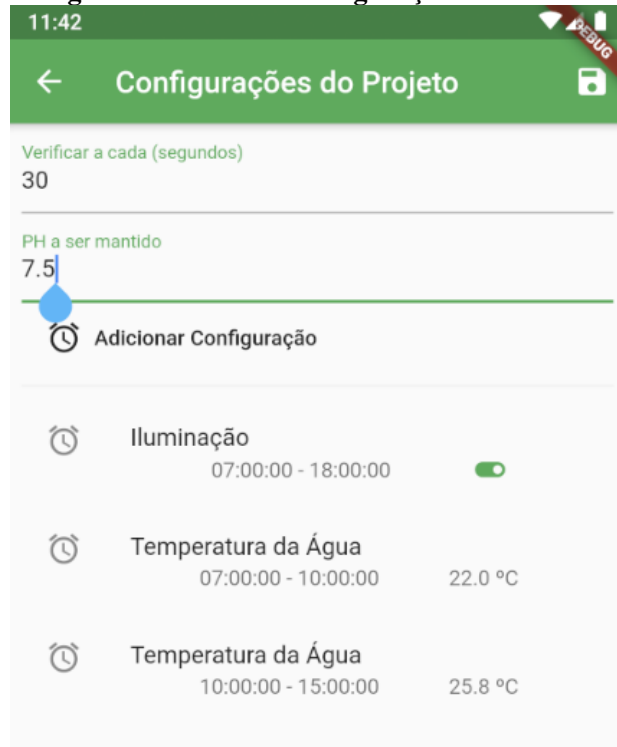 11:42
DEBUG
Configurações do Projeto
Verificar a cada (segundos)
30
PH a ser mantido
7.5
Adicionar Configuração
Iluminação
07:00:00 - 18:00:00
Temperatura da Água
07:00:00 - 10:00:00 22.0 ºC
Temperatura da Água
10:00:00 - 15:00:00 25.8 ºC